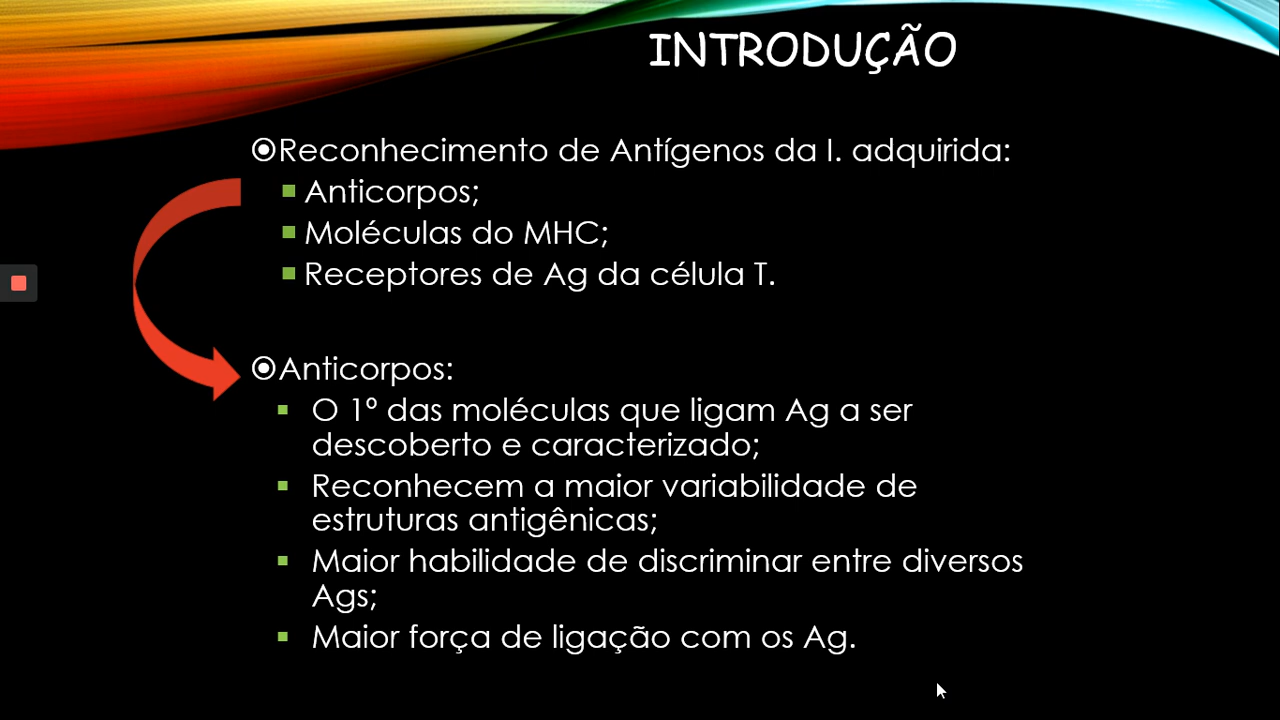 INTRODUÇÃO
Reconhecimento de Antígenos da I. adquirida:
Anticorpos;
Moléculas do MHC;
Receptores de Ag da célula T.
Anticorpos:
O 1º das moléculas que ligam Ag a ser
descoberto e caracterizado;
Reconhecem a maior variabilidade de
estruturas antigênicas;
Maior habilidade de discriminar entre diversos
Ags;
Maior força de ligação com os Ag.